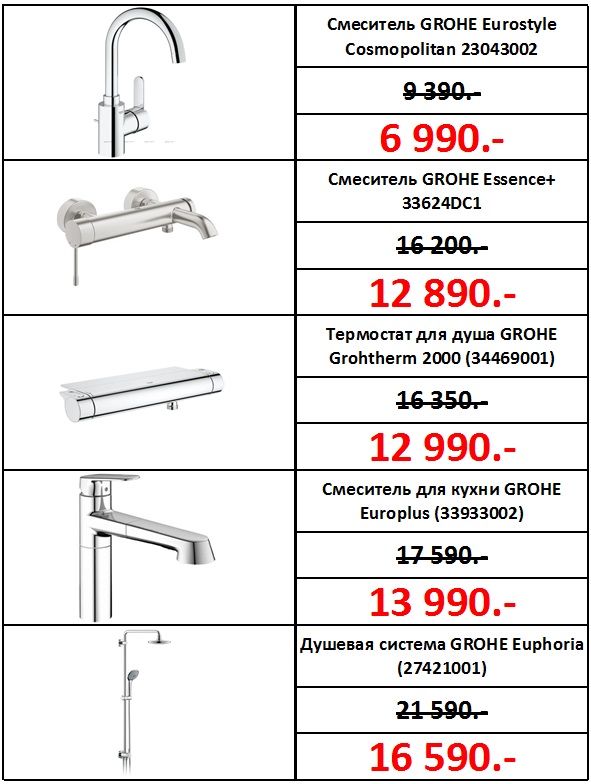 Смеситель GROHE Eurostyle
Cosmopolitan 23043002
9 390.-
6 990.-
Смеситель GROHE Essence+
33624DC1
16 200.-
12 890.-
Термостат для душа GROHE
Grohtherm 2000 (34469001)
16 350.-
12 990.-
Смеситель для кухни GROHE
Europlus (33933002)
17 590.-
13 990.-
Душевая система GROHE Euphoria
(27421001)
21 590.-
16 590.-